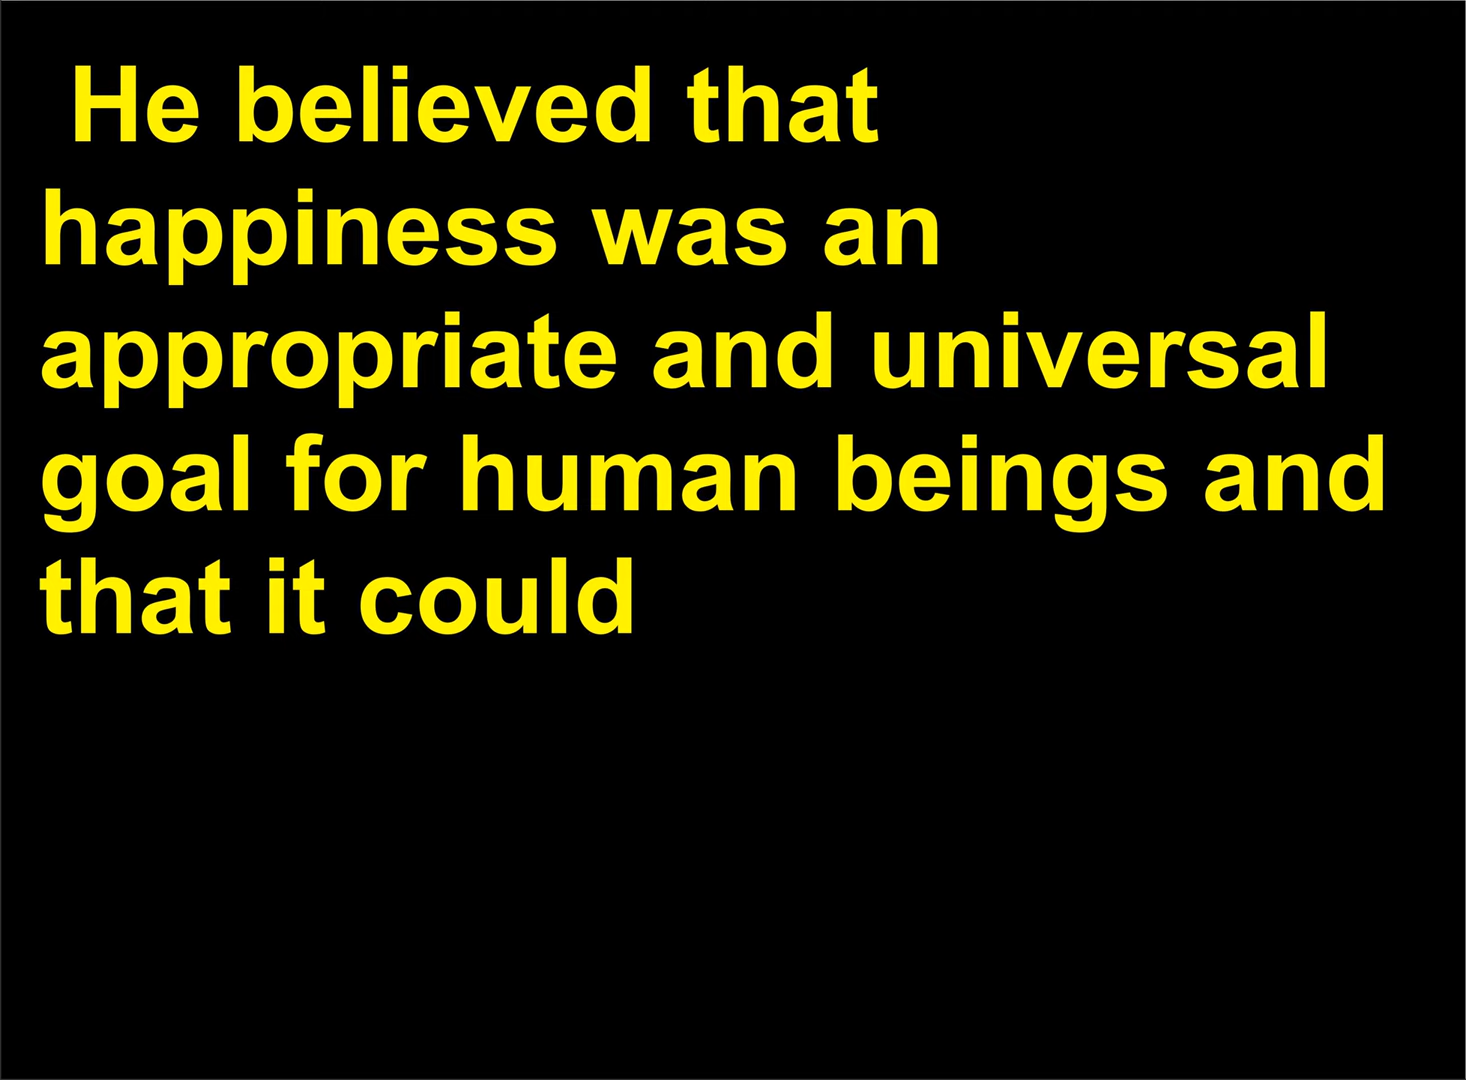 He believed that
happiness was an
appropriate and universal
goal for human beings and
that it could